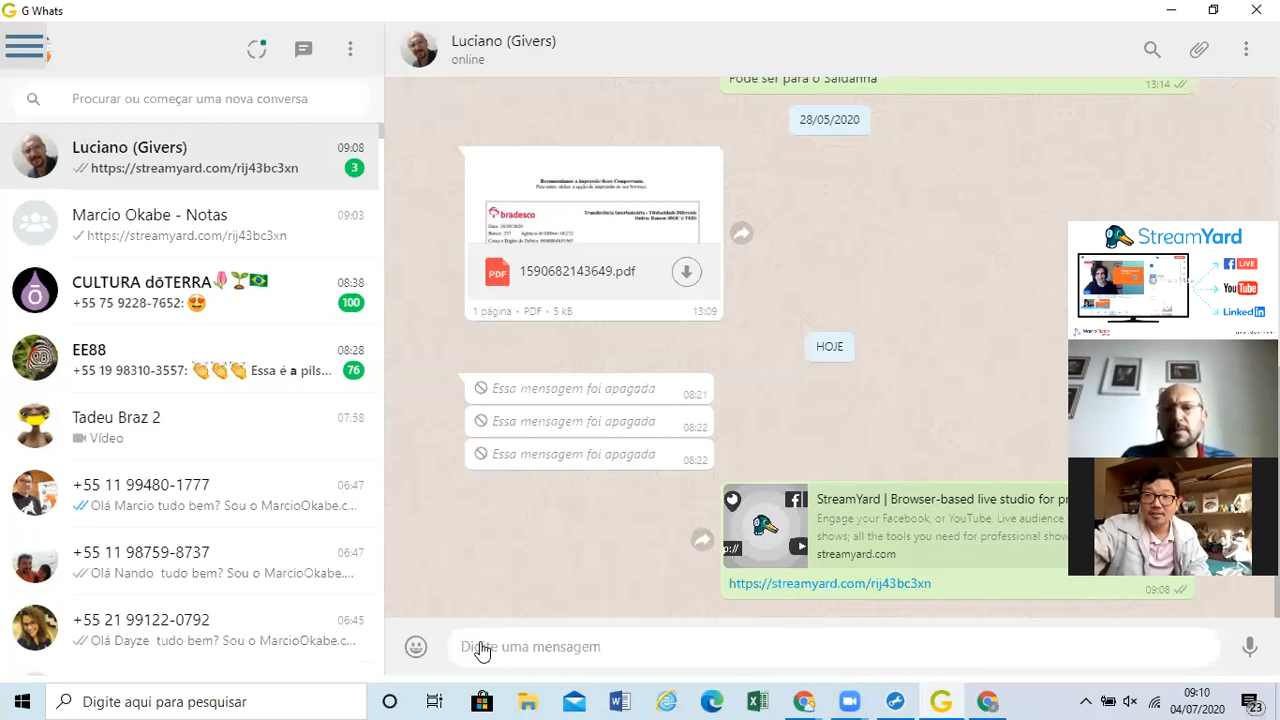 G Whats
Luciano (Givers)
online
Procurar ou começar uma nova conversa
Luciano (Givers)
09:08
https://streamyard.com/rij43bc3xn
3
Marcio Okabe - Notas
09:03
https://streamyard.com/rij43bc3xn
CULTURA dōTERRA🌷🌱🇧🇷
08:38
+55 75 9228-7652: 😍
100
EE88
08:28
+55 19 98310-3557: 👏👏👏 Essa é a pils...
76
Tadeu Braz 2
07:58
Vídeo
+55 11 99480-1777
06:47
Olá Marcio tudo bem? Sou o MarcioOkabe.c...
+55 11 98759-8737
06:47
Olá Nando tudo bem? Sou o MarcioOkabe....
+55 21 99122-0792
06:45
Olá Dayze tudo bem? Sou o MarcioOkabe.c...
Pode ser para o Saldanha
13:14
28/05/2020
Recomendamos a impressão desse Comprovante.
bradesco
Transferência Interbancária - Titularidade Diferente
PDF
1590682143649.pdf
1 página • PDF • 5 kB
13:09
HOJE
Essa mensagem foi apagada
08:21
Essa mensagem foi apagada
08:22
Essa mensagem foi apagada
08:22
StreamYard | Browser-based live studio for pr
Engage your Facebook, or YouTube, Live audience
shows; all the tools you need for professional show
streamyard.com
https://streamyard.com/rij43bc3xn
09:08
StreamYard
LIVE
YouTube
LinkedIn
Digite uma mensagem
Digite aqui para pesquisar
09:10
04/07/2020
23